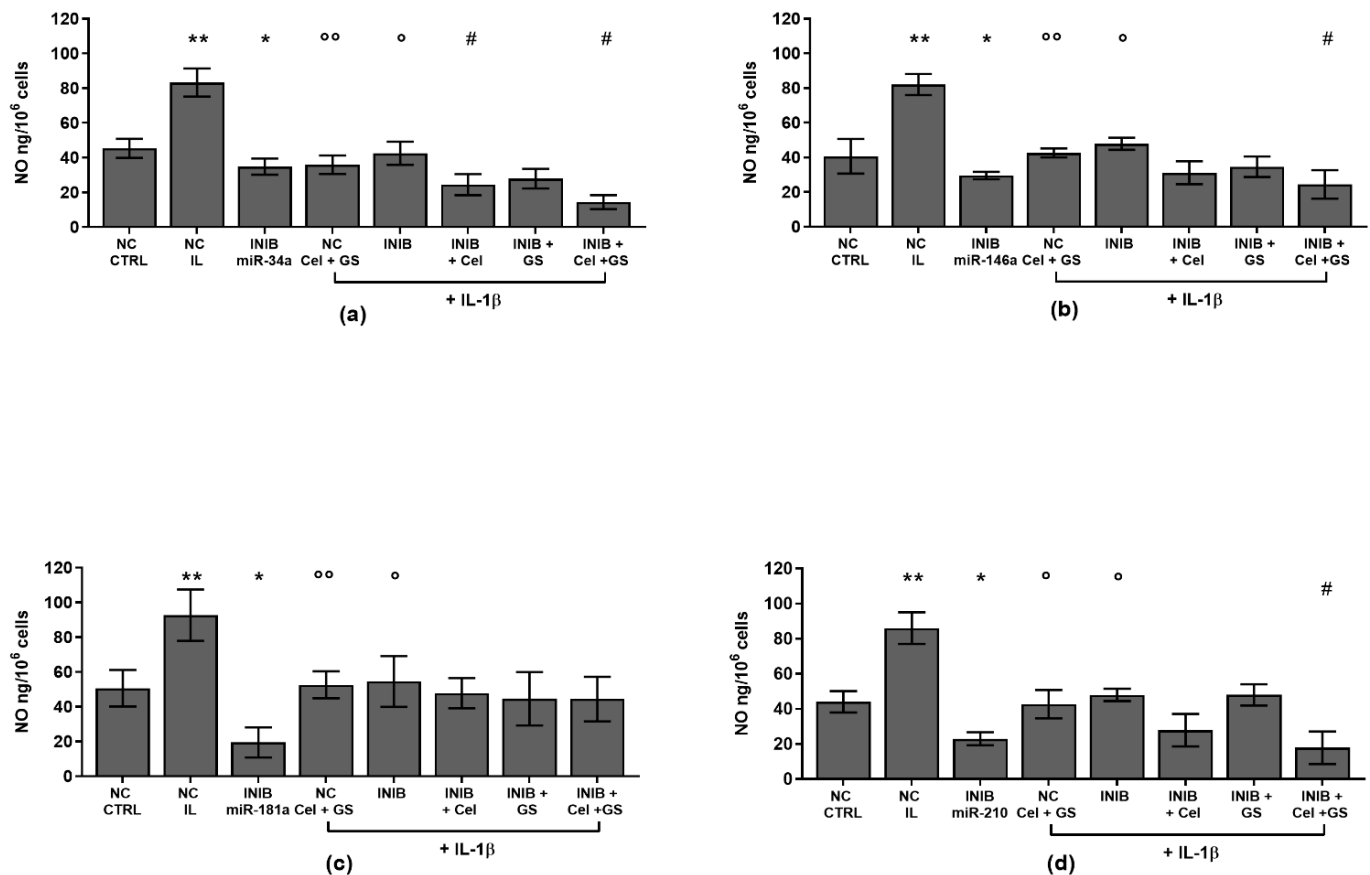 120
100
80
60
40
20
0
NO ng/10⁶ cells
** * °° ° # #
NC CTRL
NC IL
INIB miR-34a
NC Cel + GS
INIB
INIB + Cel
INIB + GS
INIB + Cel +GS
+ IL-1β
(a)
120
100
80
60
40
20
0
NO ng/10⁶ cells
** * °° ° #
NC CTRL
NC IL
INIB miR-146a
NC Cel + GS
INIB
INIB + Cel
INIB + GS
INIB + Cel +GS
+ IL-1β
(b)
120
100
80
60
40
20
0
NO ng/10⁶ cells
** * °° °
NC CTRL
NC IL
INIB miR-181a
NC Cel + GS
INIB
INIB + Cel
INIB + GS
INIB + Cel +GS
+ IL-1β
(c)
120
100
80
60
40
20
0
NO ng/10⁶ cells
** * ° ° #
NC CTRL
NC IL
INIB miR-210
NC Cel + GS
INIB
INIB + Cel
INIB + GS
INIB + Cel +GS
+ IL-1β
(d)